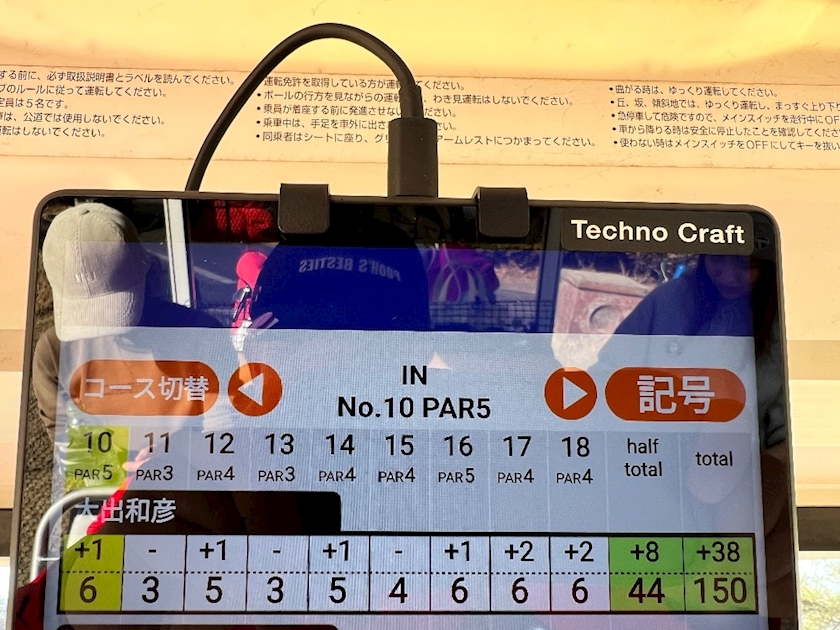 する前に、必ず取扱説明書とラベルを読んでください。
ブのルールに従って運転してください。
定員は5名です。
は、公道では使用しないでください。
転はしないでください。
運転免許を取得している方が運転 てください。
・ボールの行方を見ながらの運転 、わき見運転はしないでください。
・乗員が着座する前に発進させ ください。
・乗車中は、手足を車外に出さ ください。
・同乗者はシートに座り、グリ アームレストにつかまってください。
・曲がる時は、ゆっくり運転してください。
・丘、坂、傾斜地では、ゆっくり運転し、まっすぐ上り下り
・急停車して危険ですので、メインスイッチを走行中にOF
・車から降りる時は安全に停止したことを確認してくださ
・使わない時はメインスイッチをOFFにしてキーを抜い
Techno Craft
POOH'S BESTIES
コース切替
IN
No.10 PAR5
記号
10 11 12 13 14 15 16 17 18 half total total
PAR5 PAR3 PAR4 PAR3 PAR4 PAR4 PAR5 PAR4 PAR4
大出和彦
+1 - +1 - +1 - +1 +2 +2 +8 +38
6 3 5 3 5 4 6 6 6 44 150